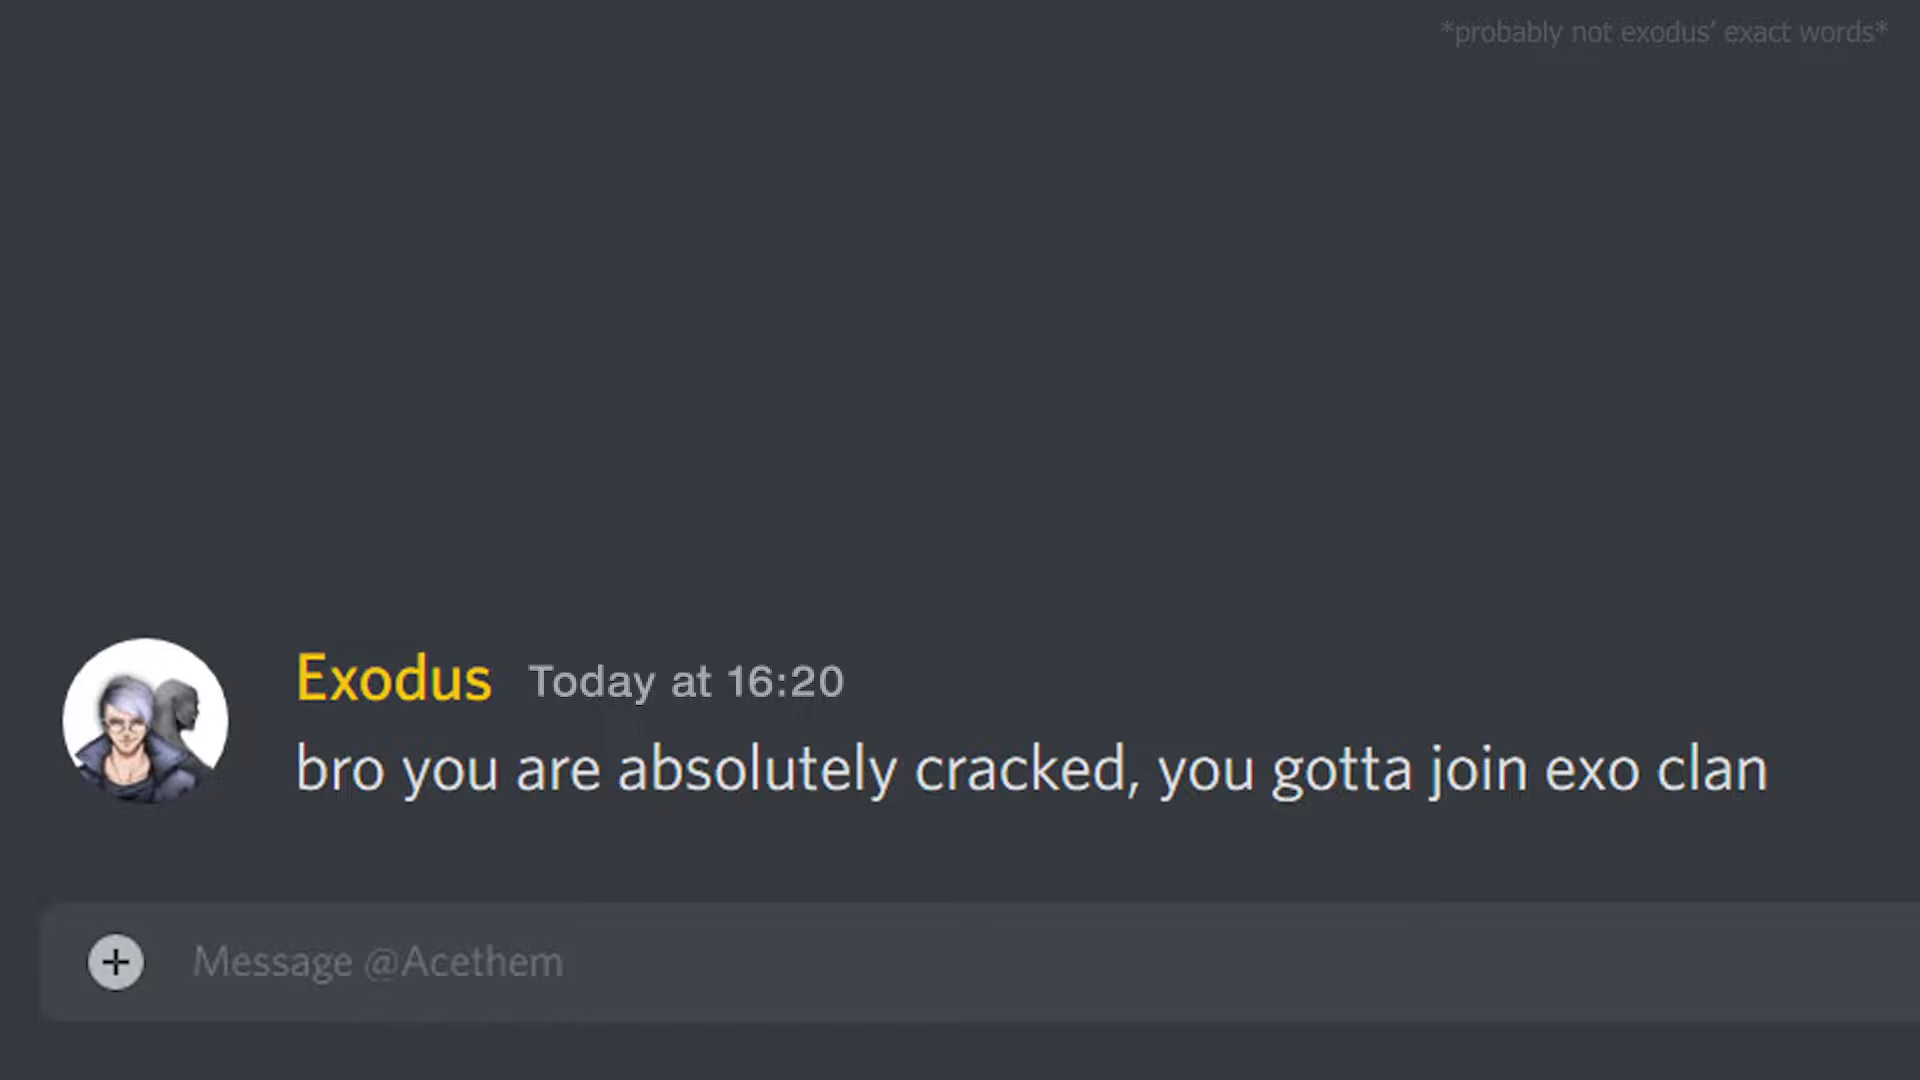 *probably not exodus' exact words*
Exodus Today at 16:20
bro you are absolutely cracked, you gotta join exo clan
Message @Acethem